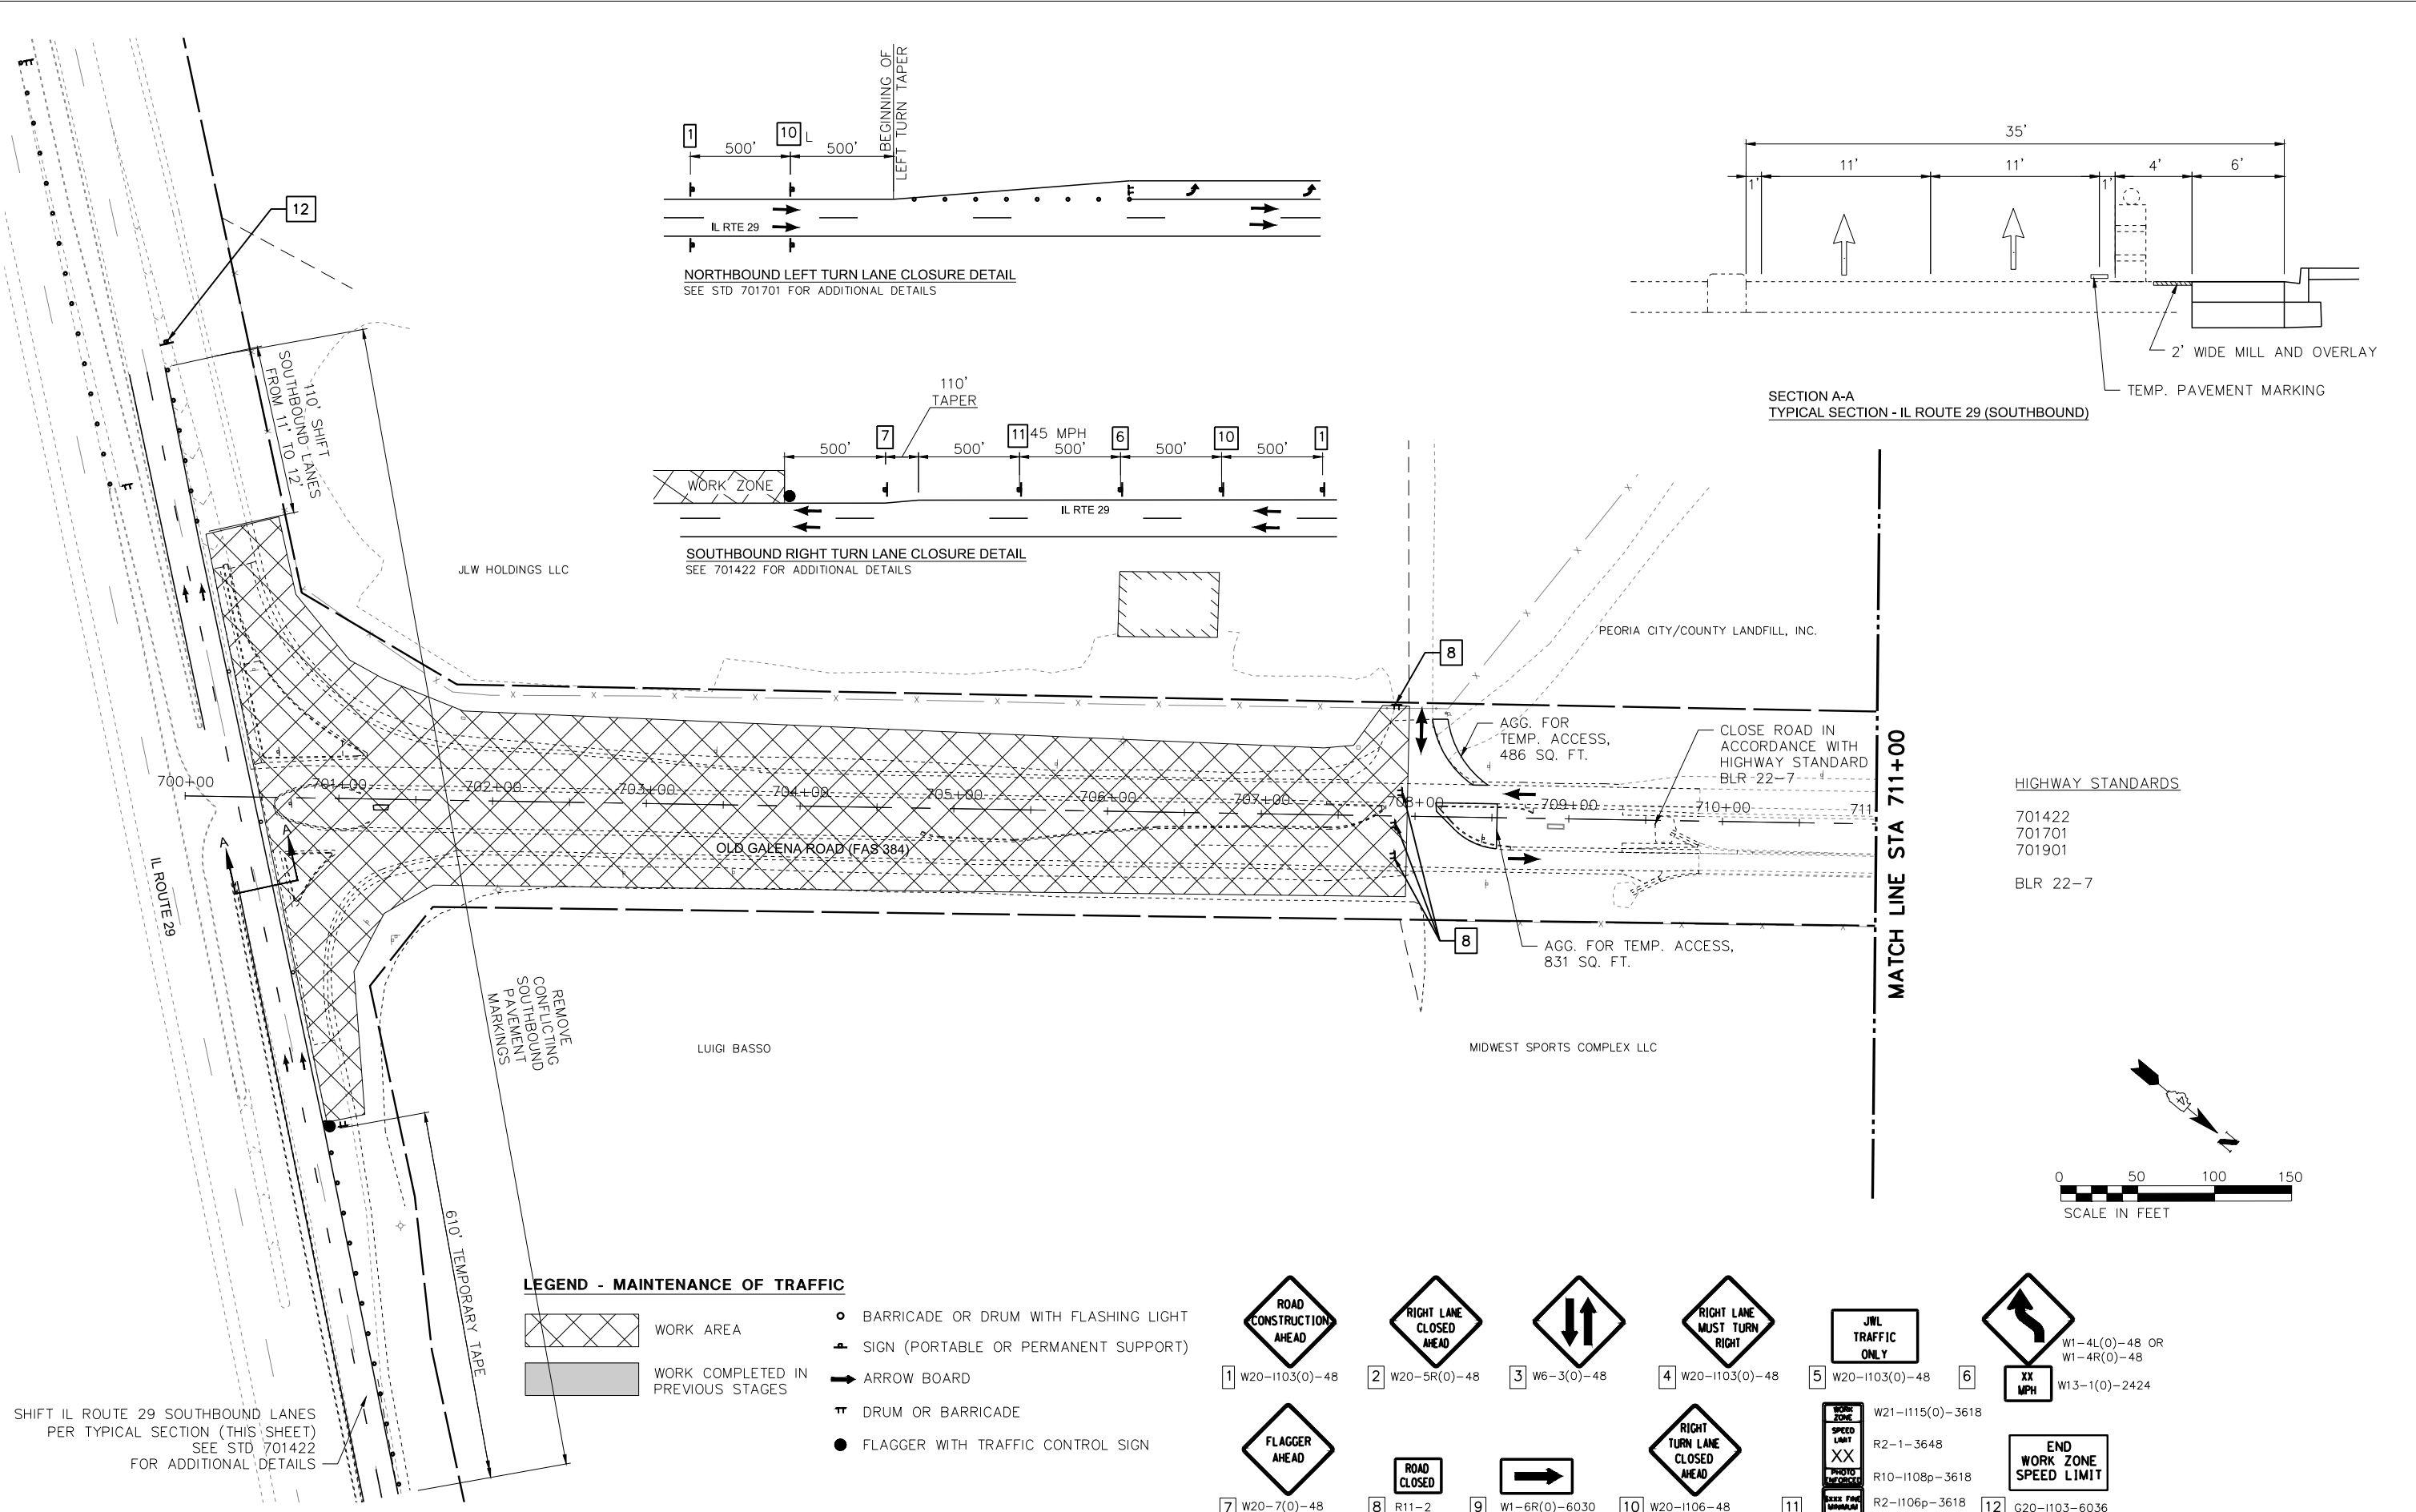 BEGINNING OF
LEFT TURN TAPER
1
10
L
500'
500'
IL RTE 29
NORTHBOUND LEFT TURN LANE CLOSURE DETAIL
SEE STD 701701 FOR ADDITIONAL DETAILS
35'
1'
11'
11'
1'
4'
6'
2' WIDE MILL AND OVERLAY
TEMP. PAVEMENT MARKING
SECTION A-A
TYPICAL SECTION - IL ROUTE 29 (SOUTHBOUND)
12
110' SHIFT
SOUTHBOUND LANES
FROM 11' TO 12'
110'
TAPER
7
11
45 MPH
6
10
1
500'
500'
500'
500'
500'
WORK ZONE
IL RTE 29
SOUTHBOUND RIGHT TURN LANE CLOSURE DETAIL
SEE 701422 FOR ADDITIONAL DETAILS
JLW HOLDINGS LLC
PEORIA CITY/COUNTY LANDFILL, INC.
8
AGG. FOR
TEMP. ACCESS,
486 SQ. FT.
CLOSE ROAD IN
ACCORDANCE WITH
HIGHWAY STANDARD
BLR 22-7
MATCH LINE STA 711+00
HIGHWAY STANDARDS
701422
701701
701901
BLR 22-7
700+00
701+00
702+00
703+00
704+00
705+00
706+00
707+00
708+00
709+00
710+00
711
OLD GALENA ROAD (FAS 384)
A
A
IL ROUTE 29
8
AGG. FOR TEMP. ACCESS,
831 SQ. FT.
REMOVE
CONFLICTING
SOUTHBOUND
PAVEMENT
MARKINGS
LUIGI BASSO
MIDWEST SPORTS COMPLEX LLC
N
0 50 100 150
SCALE IN FEET
610' TEMPORARY TAPE
SHIFT IL ROUTE 29 SOUTHBOUND LANES
PER TYPICAL SECTION (THIS SHEET)
SEE STD 701422
FOR ADDITIONAL DETAILS
LEGEND - MAINTENANCE OF TRAFFIC
WORK AREA
WORK COMPLETED IN
PREVIOUS STAGES
BARRICADE OR DRUM WITH FLASHING LIGHT
SIGN (PORTABLE OR PERMANENT SUPPORT)
ARROW BOARD
DRUM OR BARRICADE
FLAGGER WITH TRAFFIC CONTROL SIGN
ROAD
CONSTRUCTION
AHEAD
1 W20-I103(0)-48
RIGHT LANE
CLOSED
AHEAD
2 W20-5R(0)-48
3 W6-3(0)-48
RIGHT LANE
MUST TURN
RIGHT
4 W20-I103(0)-48
JWL
TRAFFIC
ONLY
5 W20-I103(0)-48
6
W1-4L(0)-48 OR
W1-4R(0)-48
XX
MPH
W13-1(0)-2424
FLAGGER
AHEAD
7 W20-7(0)-48
ROAD
CLOSED
8 R11-2
9 W1-6R(0)-6030
RIGHT
TURN LANE
CLOSED
AHEAD
10 W20-I106-48
11
WORK
ZONE
W21-I115(0)-3618
SPEED
LIMIT
XX
R2-1-3648
PHOTO
ENFORCED
R10-I108p-3618
$XXX FINE
MINIMUM
R2-I106p-3618
END
WORK ZONE
SPEED LIMIT
12 G20-I103-6036